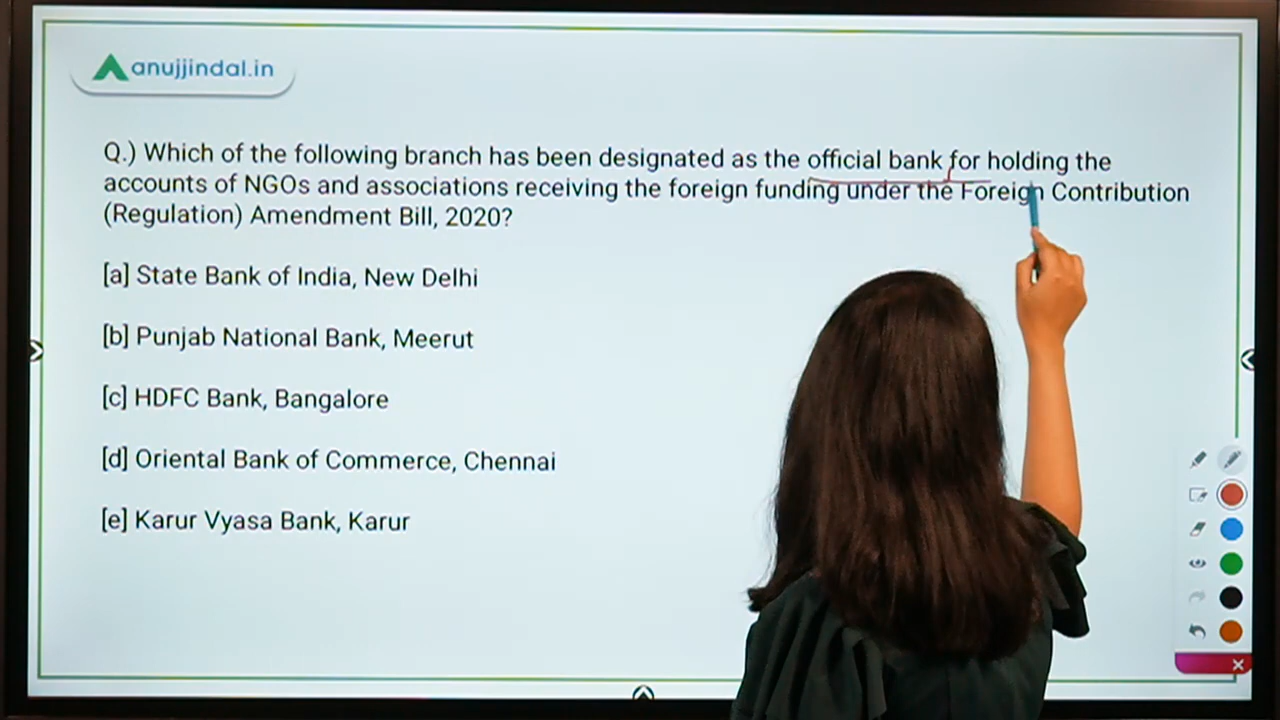 anujjindal.in
Q.) Which of the following branch has been designated as the official bank for holding the
accounts of NGOs and associations receiving the foreign funding under the Foreign Contribution
(Regulation) Amendment Bill, 2020?
[a] State Bank of India, New Delhi
[b] Punjab National Bank, Meerut
[c] HDFC Bank, Bangalore
[d] Oriental Bank of Commerce, Chennai
[e] Karur Vyasa Bank, Karur